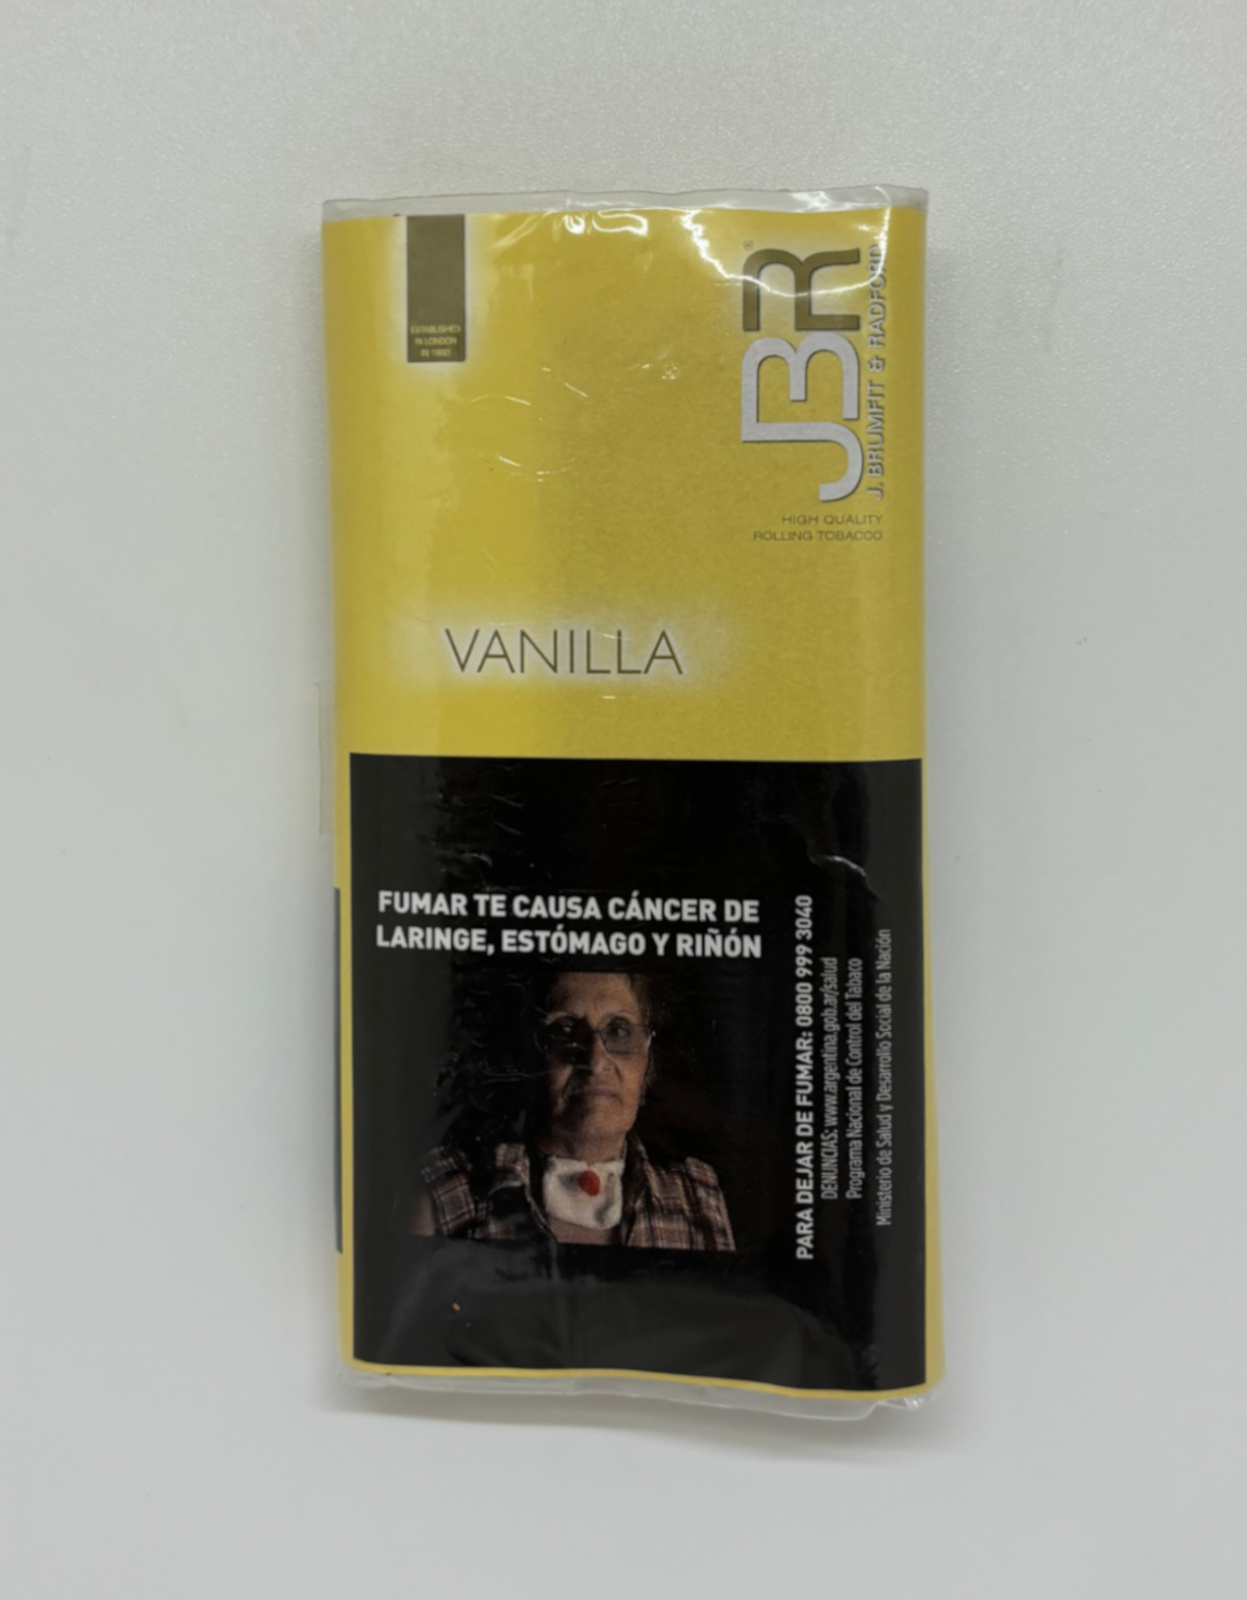 ESTABLISHED
IN LONDON
IN 1860
JBR®
J. BRUMFIT & RADFORD
HIGH QUALITY
ROLLING TOBACCO
VANILLA
FUMAR TE CAUSA CÁNCER DE
LARINGE, ESTÓMAGO Y RIÑÓN
PARA DEJAR DE FUMAR: 0800 999 3040
DENUNCIAS: www.argentina.gob.ar/salud
Programa Nacional de Control del Tabaco
Ministerio de Salud y Desarrollo Social de la Nación